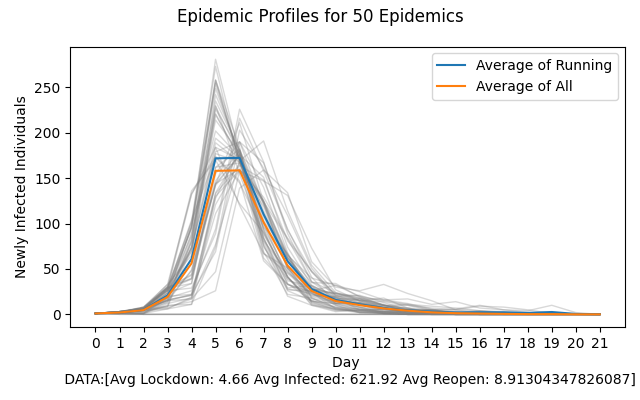 Epidemic Profiles for 50 Epidemics
Average of Running
Average of All
Newly Infected Individuals
250
200
150
100
50
0
0 1 2 3 4 5 6 7 8 9 10 11 12 13 14 15 16 17 18 19 20 21
Day
DATA:[Avg Lockdown: 4.66 Avg Infected: 621.92 Avg Reopen: 8.91304347826087]